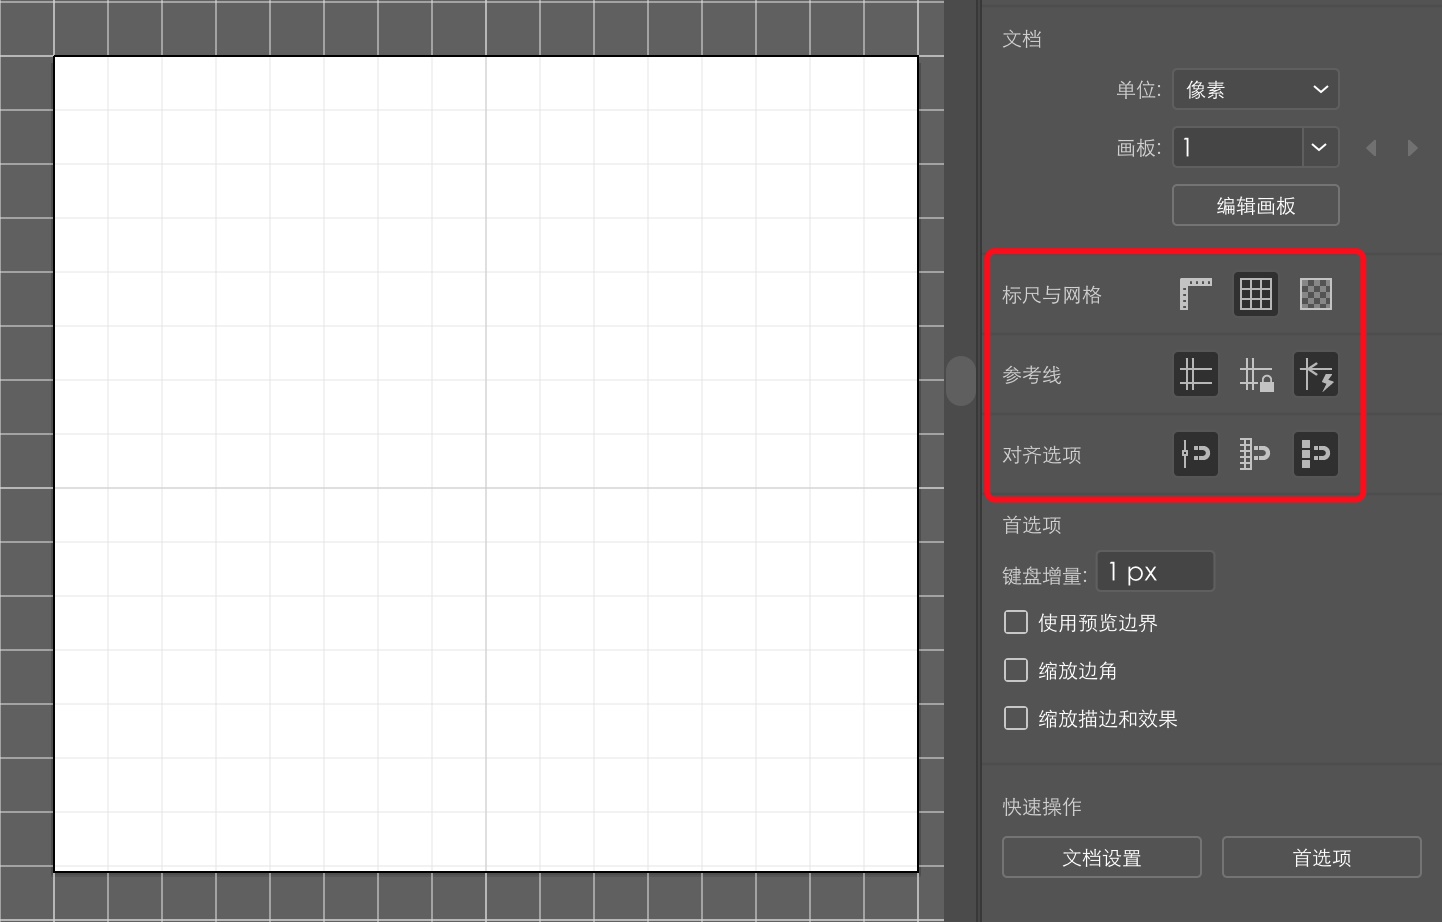 文档
单位: 像素
画板: 1
编辑画板
标尺与网格
参考线
对齐选项
首选项
键盘增量: 1 px
使用预览边界
缩放边角
缩放描边和效果
快速操作
文档设置 首选项